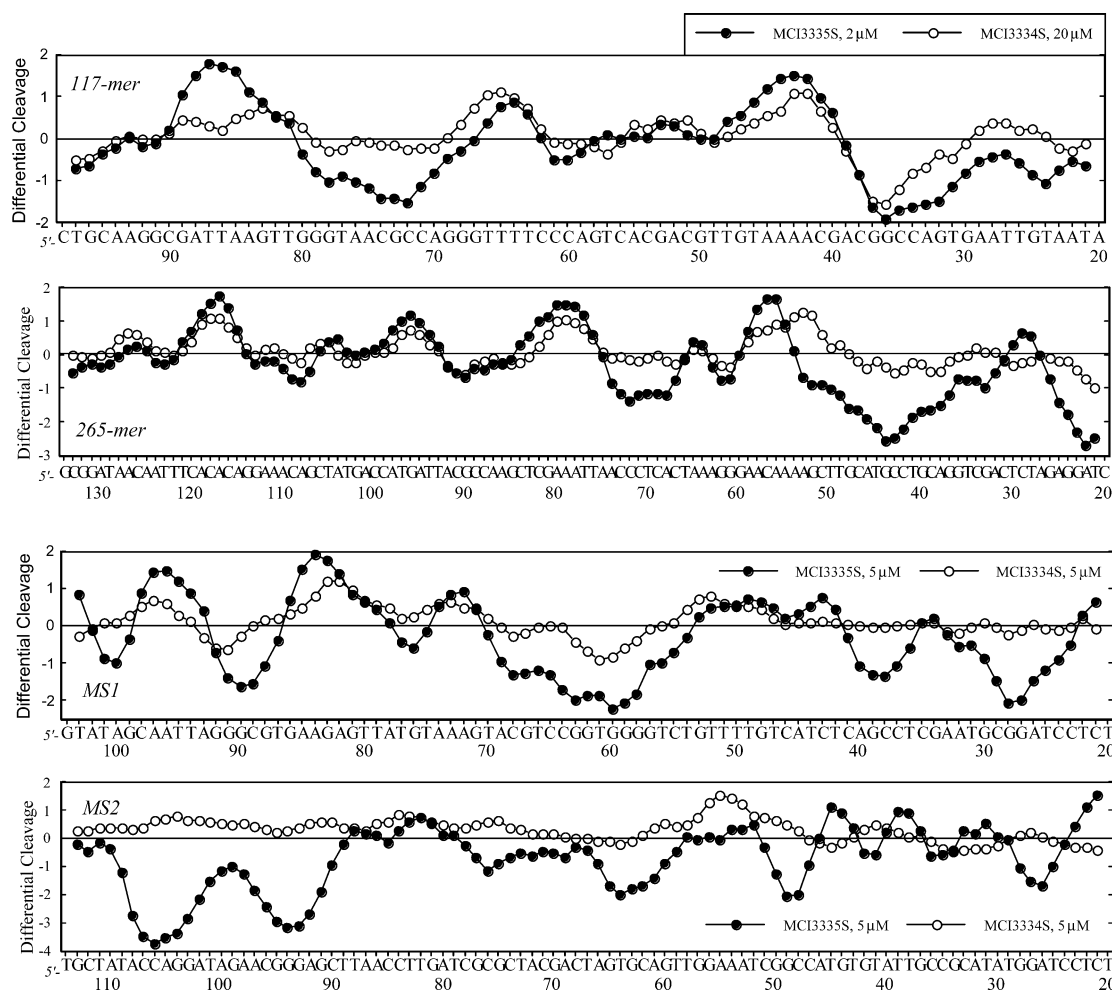 MCI3335S, 2 µM MCI3334S, 20 µM
Differential Cleavage
2
1
0
-1
-2
117-mer
5′- CTGCAAGGCGATTAAGTTGGGTAACGCCAGGGTTTTCCCAGTCACGACGTTGTAAAACGACGGCCAGTGAATTGTAATA
90 80 70 60 50 40 30 20
Differential Cleavage
2
1
0
-1
-2
-3
265-mer
5′- GCGGATAACAATTTCACACAGGAAACAGCTATGACCATGATTACGCCAAGCTCGAAATTAACCCTCACTAAAGGGAACAAAAGCTTGCATGCCTGCAGGTCGACTCTAGAGGATC
130 120 110 100 90 80 70 60 50 40 30 20
Differential Cleavage
2
1
0
-1
-2
MCI3335S, 5 µM MCI3334S, 5 µM
MS1
5′- GTATAGCAATTAGGGCGTGAAGAGTTATGTAAAGTACGTCCGGTGGGGTCTGTTTTGTCATCTCAGCCTCGAATGCGGATCCTCT
100 90 80 70 60 50 40 30 20
Differential Cleavage
2
1
0
-1
-2
-3
-4
MS2
MCI3335S, 5 µM MCI3334S, 5 µM
5′- TGCTATACCAGGATAGAACGGGAGCTTAACCTTGATCGCGCTACGACTAGTGCAGTTGGAAATCGGCCATGTGTATTGCCGCATATGGATCCTCT
110 100 90 80 70 60 50 40 30 20